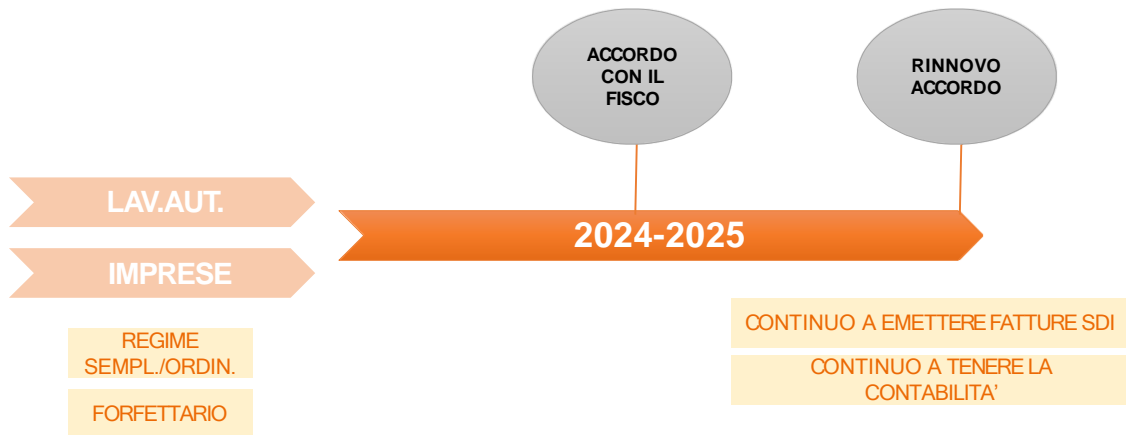 ACCORDO
CON IL
FISCO
RINNOVO
ACCORDO
LAV.AUT.
2024-2025
IMPRESE
REGIME
SEMPL./ORDIN.
FORFETTARIO
CONTINUO A EMETTERE FATTURE SDI
CONTINUO A TENERE LA
CONTABILITA'